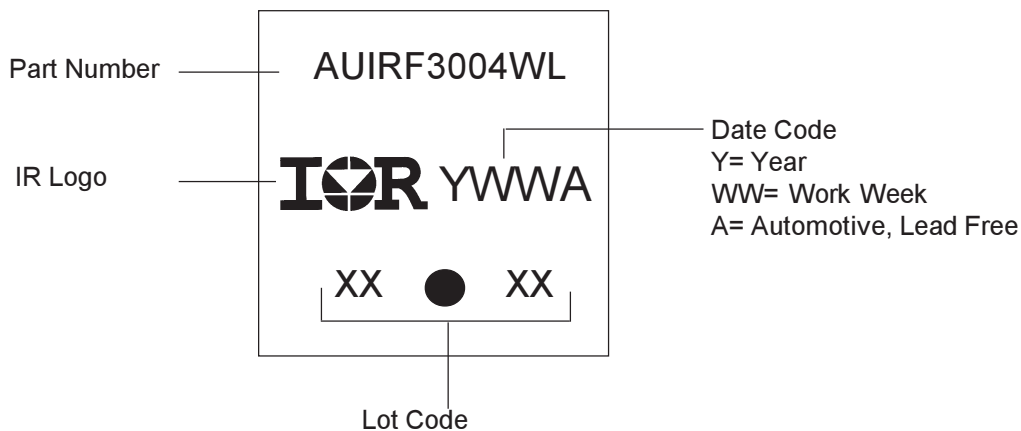 AUIRF3004WL
Part Number
Date Code
Y= Year
IR Logo
IOR YWWA
WW= Work Week
A= Automotive, Lead Free
XX XX
Lot Code